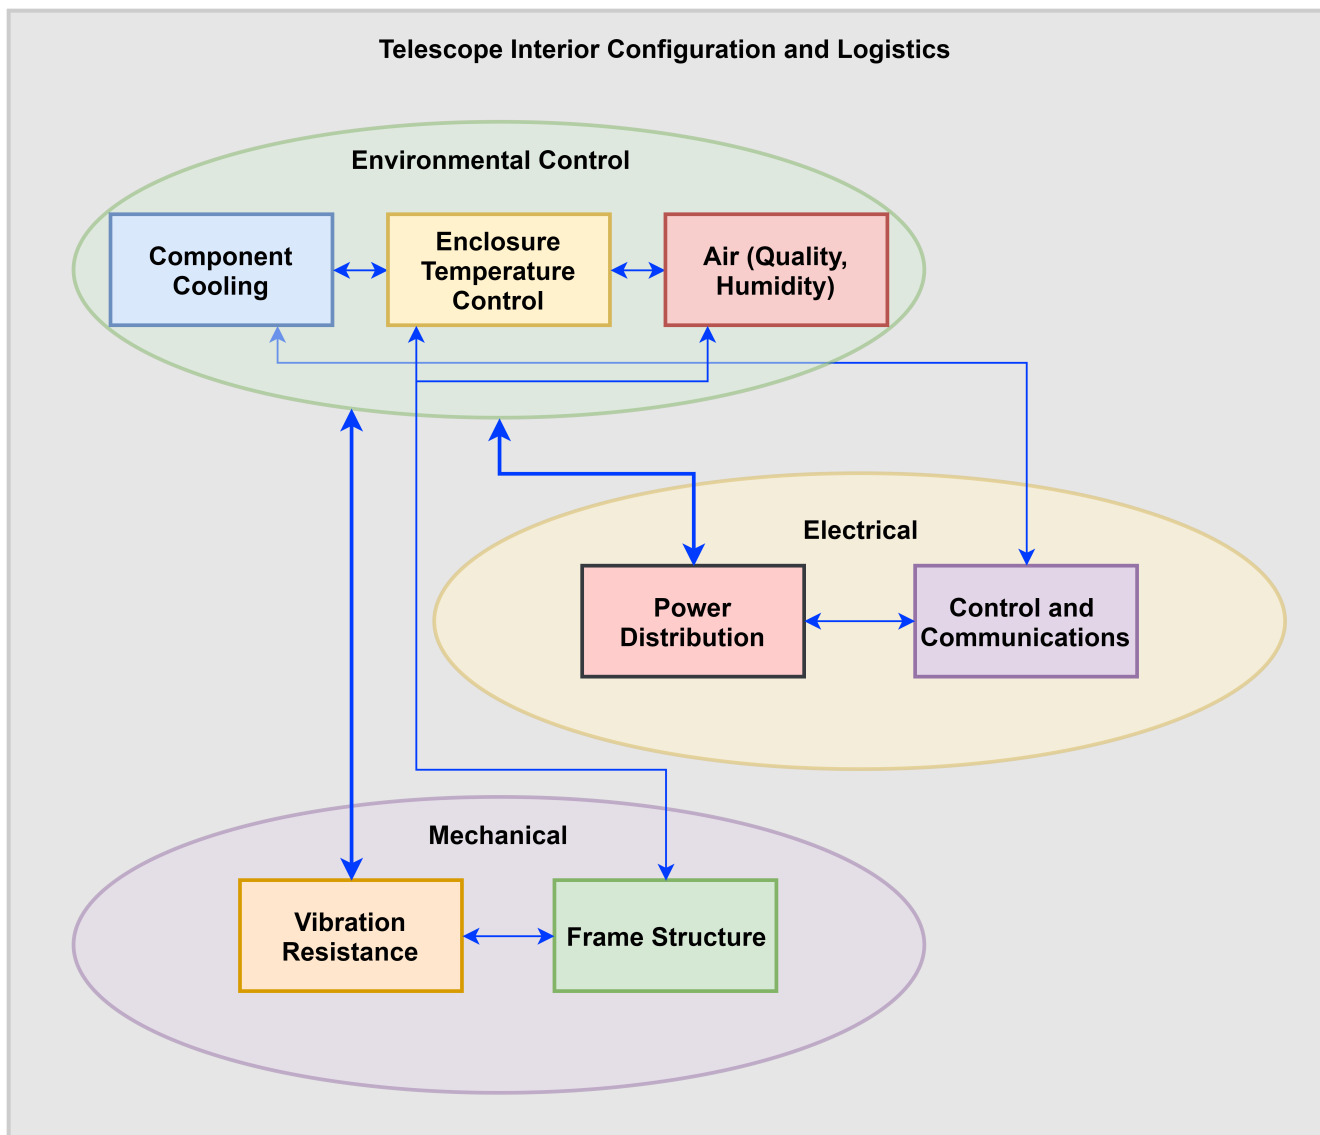 Telescope Interior Configuration and Logistics
Environmental Control
Component
Cooling
Enclosure
Temperature
Control
Air (Quality,
Humidity)
Electrical
Power
Distribution
Control and
Communications
Mechanical
Vibration
Resistance
Frame Structure